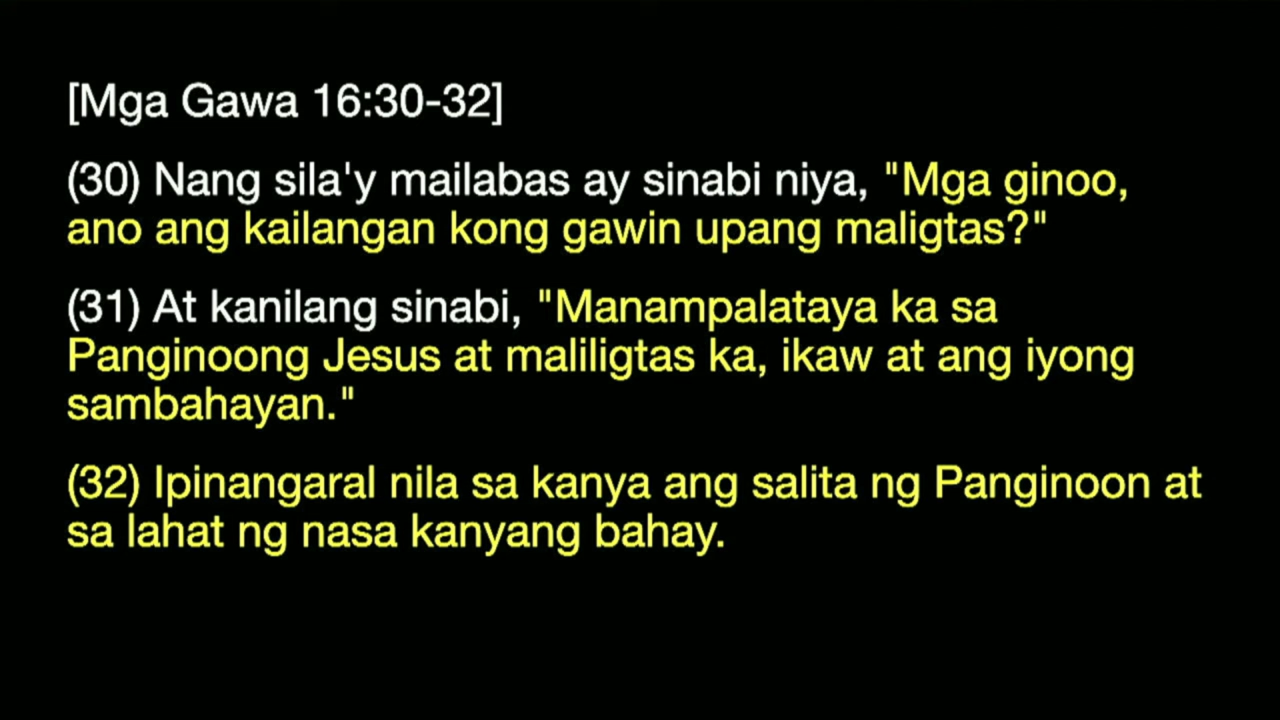 [Mga Gawa 16:30-32]
(30) Nang sila'y mailabas ay sinabi niya, "Mga ginoo,
ano ang kailangan kong gawin upang maligtas?"
(31) At kanilang sinabi, "Manampalataya ka sa
Panginoong Jesus at maliligtas ka, ikaw at ang iyong
sambahayan."
(32) Ipinangaral nila sa kanya ang salita ng Panginoon at
sa lahat ng nasa kanyang bahay.